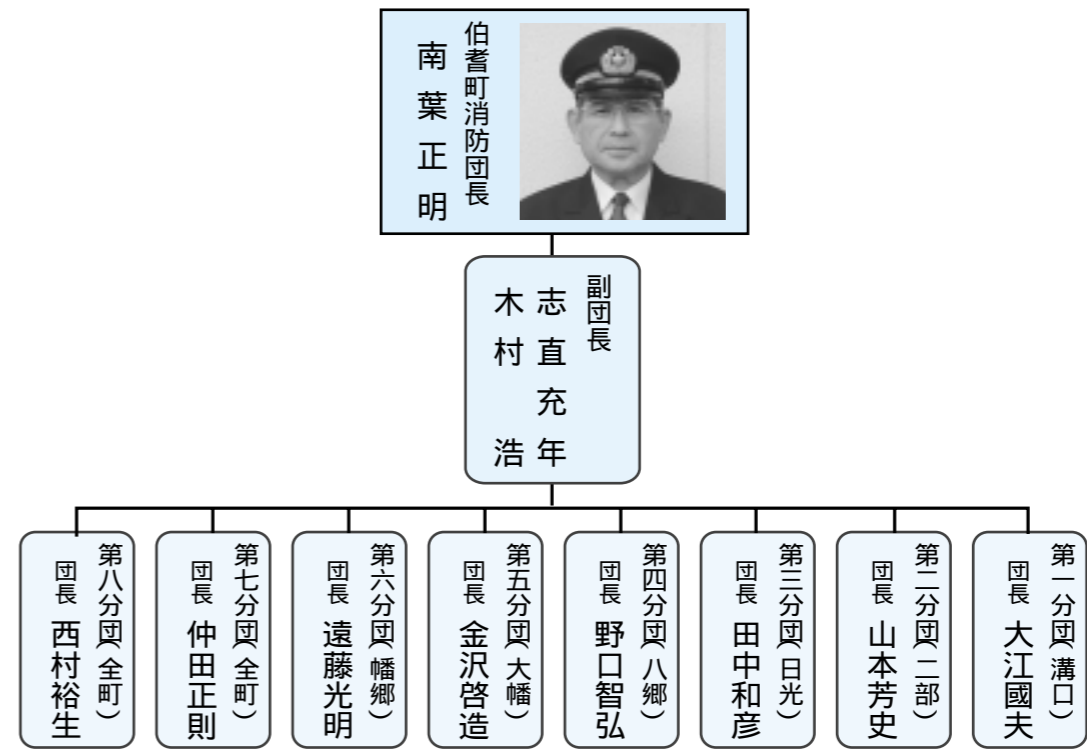 伯耆町消防団長
南葉正明
副団長
志直充年
木村 浩
第一分団(溝口)
団長 大江國夫
第二分団(二部)
団長 山本芳史
第三分団(日光)
団長 田中和彦
第四分団(八郷)
団長 野口智弘
第五分団(大幡)
団長 金沢啓造
第六分団(幡郷)
団長 遠藤光明
第七分団(全町)
団長 仲田正則
第八分団(全町)
団長 西村裕生